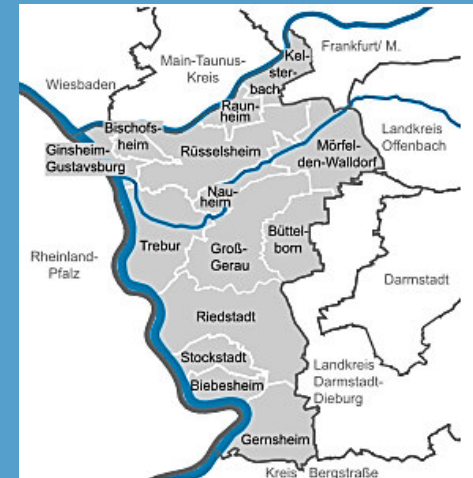 Kel-
ster-
bach
Frankfurt/ M.
Main-Taunus-
Kreis
Wiesbaden
Raun-
heim
Bischofs-
heim
Ginsheim-
Gustavsburg
Rüsselsheim
Mörfel-
den-Walldorf
Landkreis
Offenbach
Nau-
heim
Trebur
Groß-
Gerau
Büttel-
born
Rheinland-
Pfalz
Darmstadt
Riedstadt
Stockstadt
Biebesheim
Landkreis
Darmstadt-
Dieburg
Gernsheim
Kreis Bergstraße